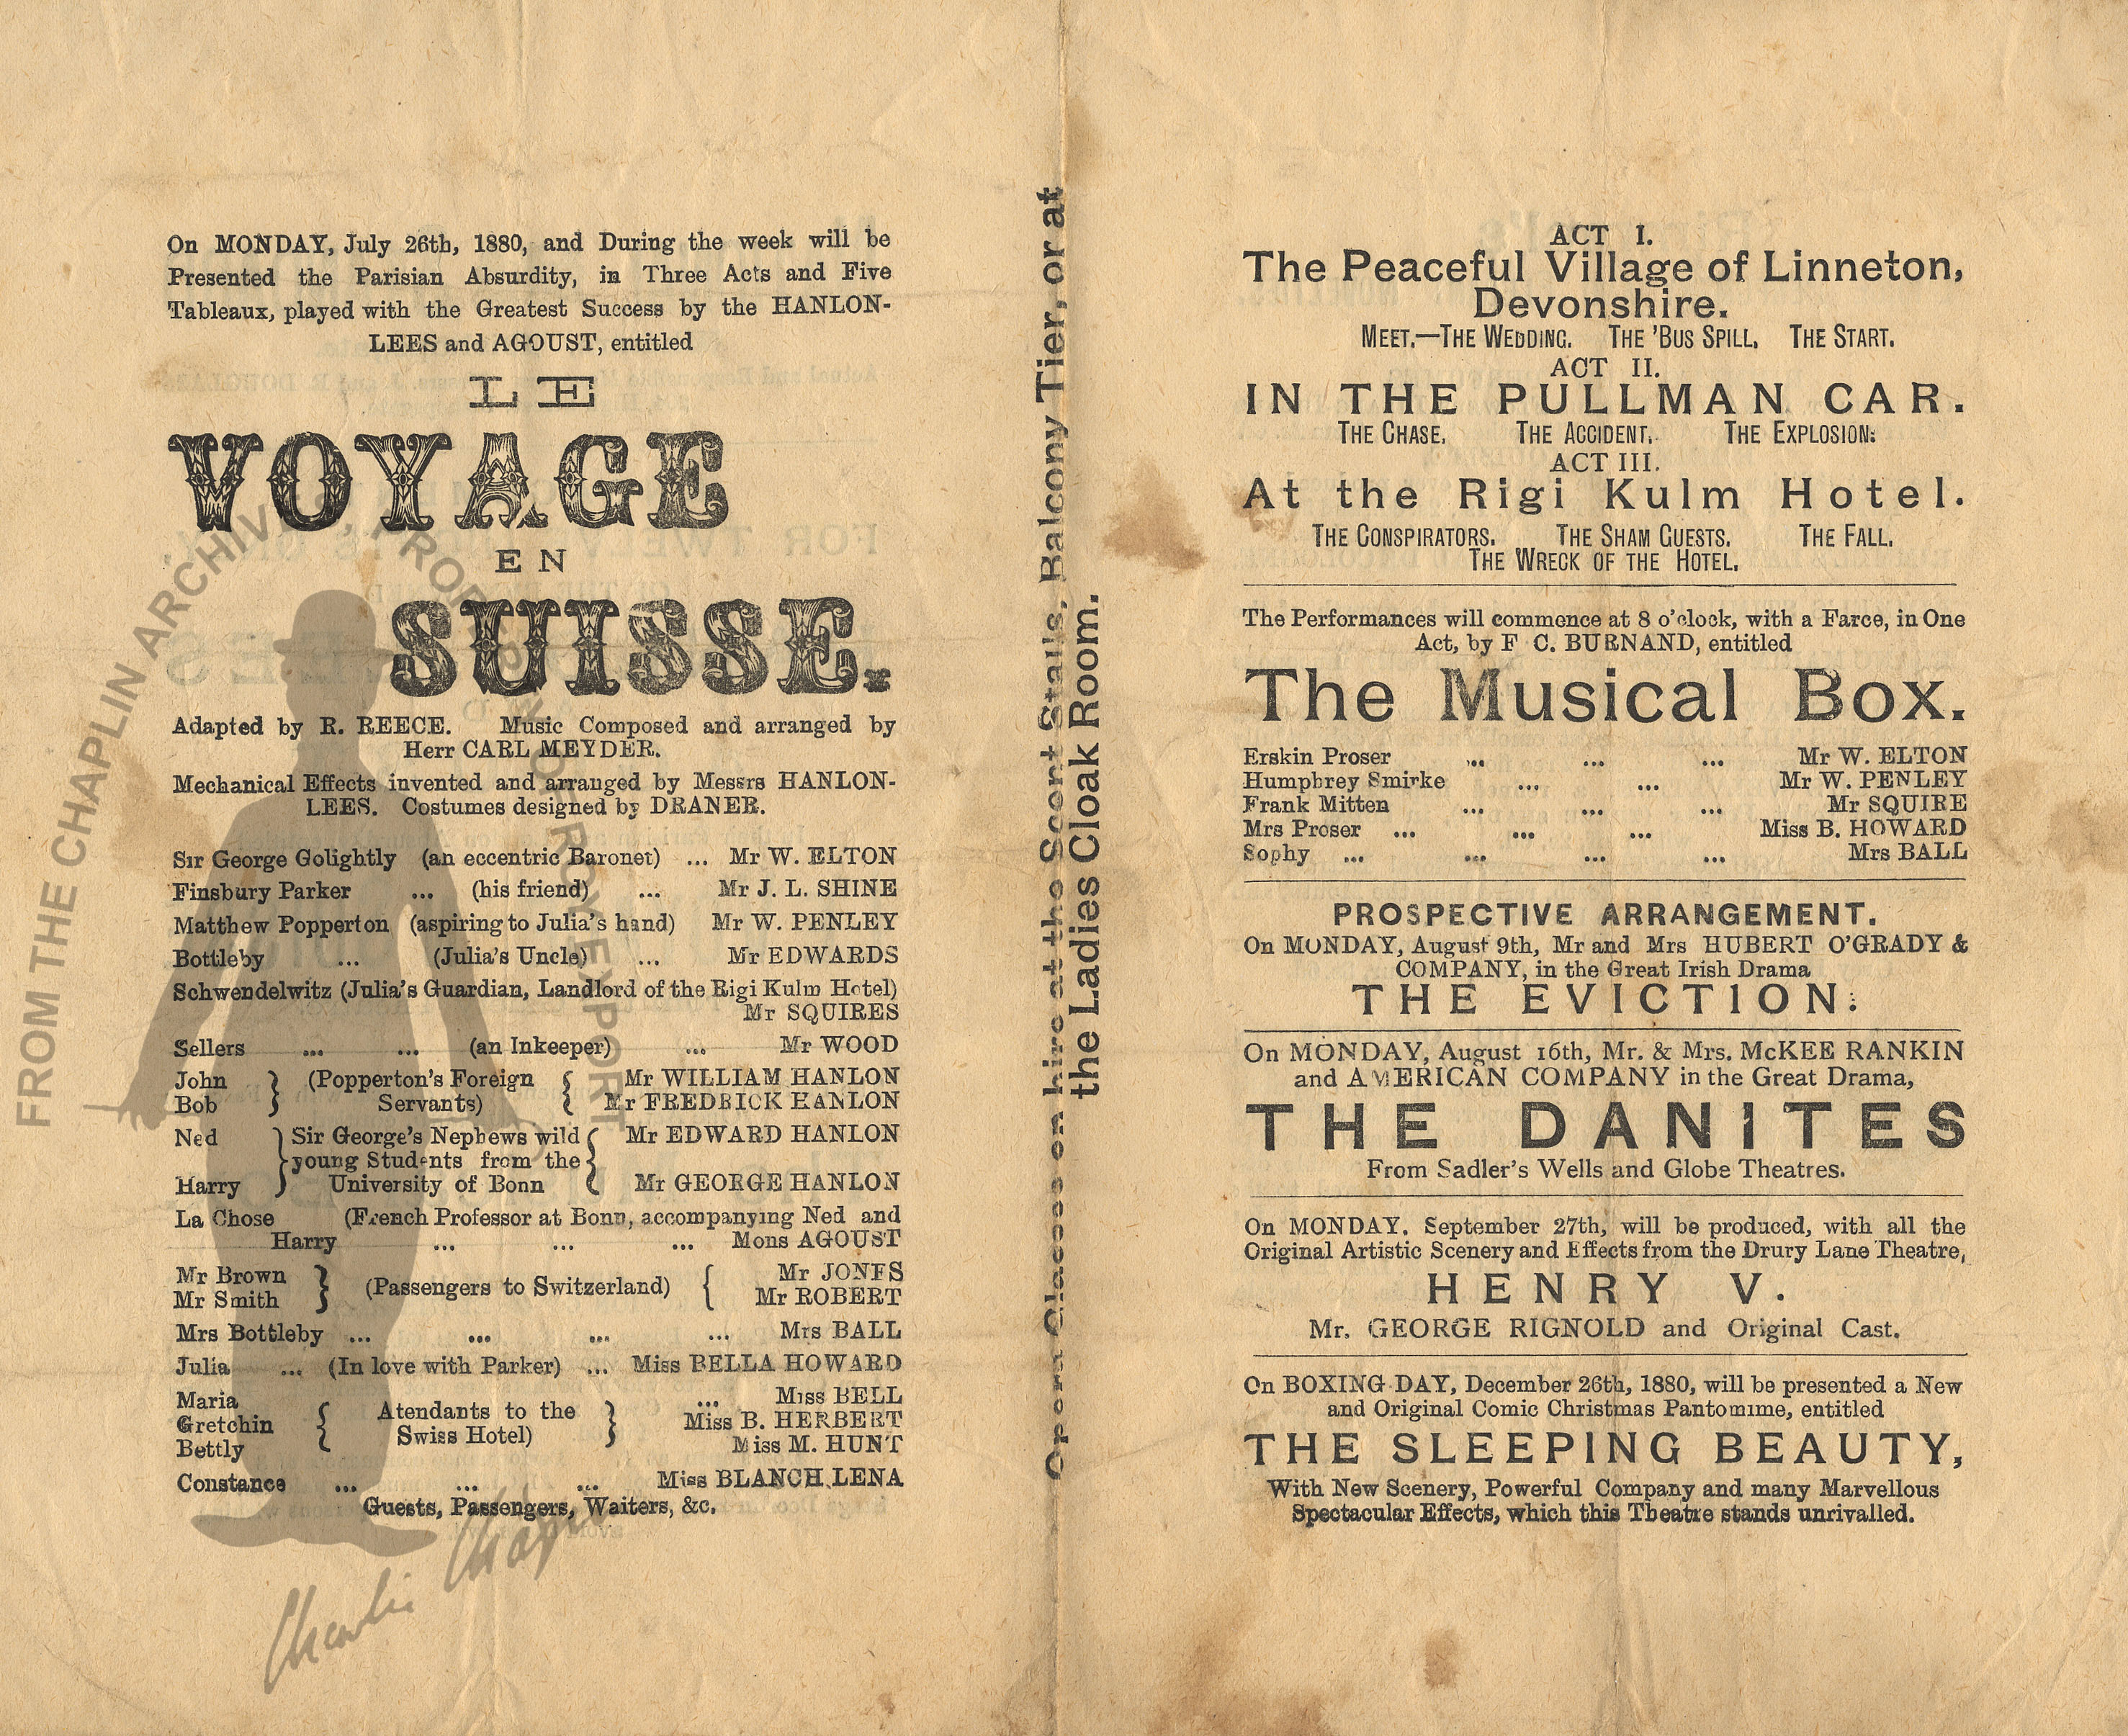 On MONDAY, July 26th, 1880, and During the week will be
Presented the Parisian Absurdity, in Three Acts and Five
Tableaux, played with the Greatest Success by the HANLON-
LEES and AGOUST, entitled
LE
VOYAGE
EN
SUISSE.
Adapted by R. REECE. Music Composed and arranged by
Herr CARL MEYDER.
Mechanical Effects invented and arranged by Messrs HANLON-
LEES. Costumes designed by DRANER.
Sir George Golightly (an eccentric Baronet) ... Mr W. ELTON
Finsbury Parker ... (his friend) ... Mr J. L. SHINE
Matthew Popperton (aspiring to Julia's hand) Mr W. PENLEY
Bottleby ... (Julia's Uncle) ... Mr EDWARDS
Schwendelwitz (Julia's Guardian, Landlord of the Rigi Kulm Hotel)
Mr SQUIRES
Sellers ... ... (an Inkeeper) ... Mr WOOD
John } (Popperton's Foreign { Mr WILLIAM HANLON
Bob } Servants) { Mr FREDRICK HANLON
Ned } Sir George's Nephews wild { Mr EDWARD HANLON
young Students from the
Harry } University of Bonn { Mr GEORGE HANLON
La Chose (French Professor at Bonn, accompanying Ned and
Harry ... ... ... Mons AGOUST
Mr Brown } (Passengers to Switzerland) { Mr JONES
Mr Smith } { Mr ROBERT
Mrs Bottleby ... ... ... ... Mrs BALL
Julia ... (In love with Parker) ... Miss BELLA HOWARD
Maria ... Miss BELL
Gretchin { Atendants to the } Miss B. HERBERT
Bettly { Swiss Hotel) } Miss M. HUNT
Constance ... ... ... Miss BLANCH LENA
Guests, Passengers, Waiters, &c.
FROM THE CHAPLIN ARCHIVE, PROPERTY OF ROY EXPORT
Charlie Chaplin
Opera Glasses on hire at the Scent Stalls, Balcony Tier, or at
the Ladies Cloak Room.
ACT I.
The Peaceful Village of Linneton,
Devonshire.
MEET.—THE WEDDING. THE 'BUS SPILL. THE START.
ACT II.
IN THE PULLMAN CAR.
THE CHASE. THE ACCIDENT. THE EXPLOSION.
ACT III.
At the Rigi Kulm Hotel.
THE CONSPIRATORS. THE SHAM GUESTS. THE FALL.
THE WRECK OF THE HOTEL.
The Performances will commence at 8 o'clock, with a Farce, in One
Act, by F C. BURNAND, entitled
The Musical Box.
Erskin Proser ... ... ... Mr W. ELTON
Humphrey Smirke ... ... Mr W. PENLEY
Frank Mitten ... ... ... Mr SQUIRE
Mrs Proser ... ... ... Miss B. HOWARD
Sophy ... ... ... ... Mrs BALL
PROSPECTIVE ARRANGEMENT.
On MONDAY, August 9th, Mr and Mrs HUBERT O'GRADY &
COMPANY, in the Great Irish Drama
THE EVICTION.
On MONDAY, August 16th, Mr. & Mrs. McKEE RANKIN
and AMERICAN COMPANY in the Great Drama,
THE DANITES
From Sadler's Wells and Globe Theatres.
On MONDAY. September 27th, will be produced, with all the
Original Artistic Scenery and Effects from the Drury Lane Theatre,
HENRY V.
Mr. GEORGE RIGNOLD and Original Cast.
On BOXING DAY, December 26th, 1880, will be presented a New
and Original Comic Christmas Pantomime, entitled
THE SLEEPING BEAUTY,
With New Scenery, Powerful Company and many Marvellous
Spectacular Effects, which this Theatre stands unrivalled.